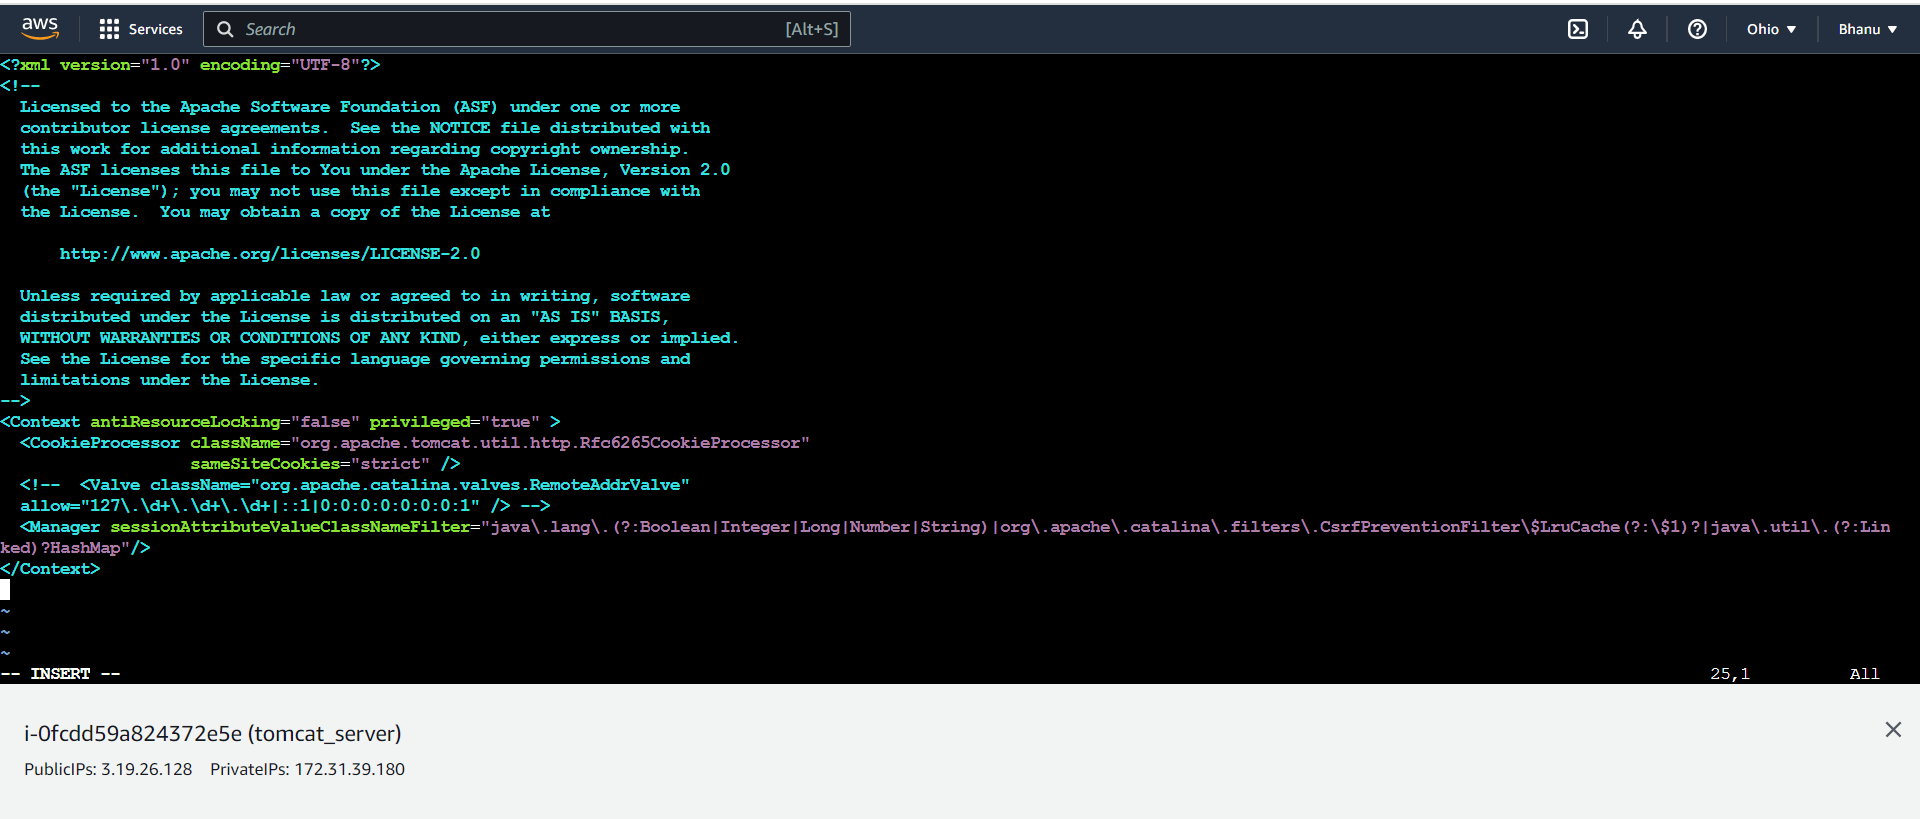 aws Services Search [Alt+S] Ohio ▼ Bhanu ▼
<?xml version="1.0" encoding="UTF-8"?>
<!--
  Licensed to the Apache Software Foundation (ASF) under one or more
  contributor license agreements.  See the NOTICE file distributed with
  this work for additional information regarding copyright ownership.
  The ASF licenses this file to You under the Apache License, Version 2.0
  (the "License"); you may not use this file except in compliance with
  the License.  You may obtain a copy of the License at
      http://www.apache.org/licenses/LICENSE-2.0
  Unless required by applicable law or agreed to in writing, software
  distributed under the License is distributed on an "AS IS" BASIS,
  WITHOUT WARRANTIES OR CONDITIONS OF ANY KIND, either express or implied.
  See the License for the specific language governing permissions and
  limitations under the License.
-->
<Context antiResourceLocking="false" privileged="true" >
  <CookieProcessor className="org.apache.tomcat.util.http.Rfc6265CookieProcessor"
                   sameSiteCookies="strict" />
  <!--  <Valve className="org.apache.catalina.valves.RemoteAddrValve"
  allow="127\.\d+\.\d+\.\d+|::1|0:0:0:0:0:0:0:1" /> -->
  <Manager sessionAttributeValueClassNameFilter="java\.lang\.(?:Boolean|Integer|Long|Number|String)|org\.apache\.catalina\.filters\.CsrfPreventionFilter\$LruCache(?:\$1)?|java\.util\.(?:Lin
ked)?HashMap"/>
</Context>
~
~
~
-- INSERT -- 25,1 All
i-0fcdd59a824372e5e (tomcat_server)
PublicIPs: 3.19.26.128 PrivateIPs: 172.31.39.180